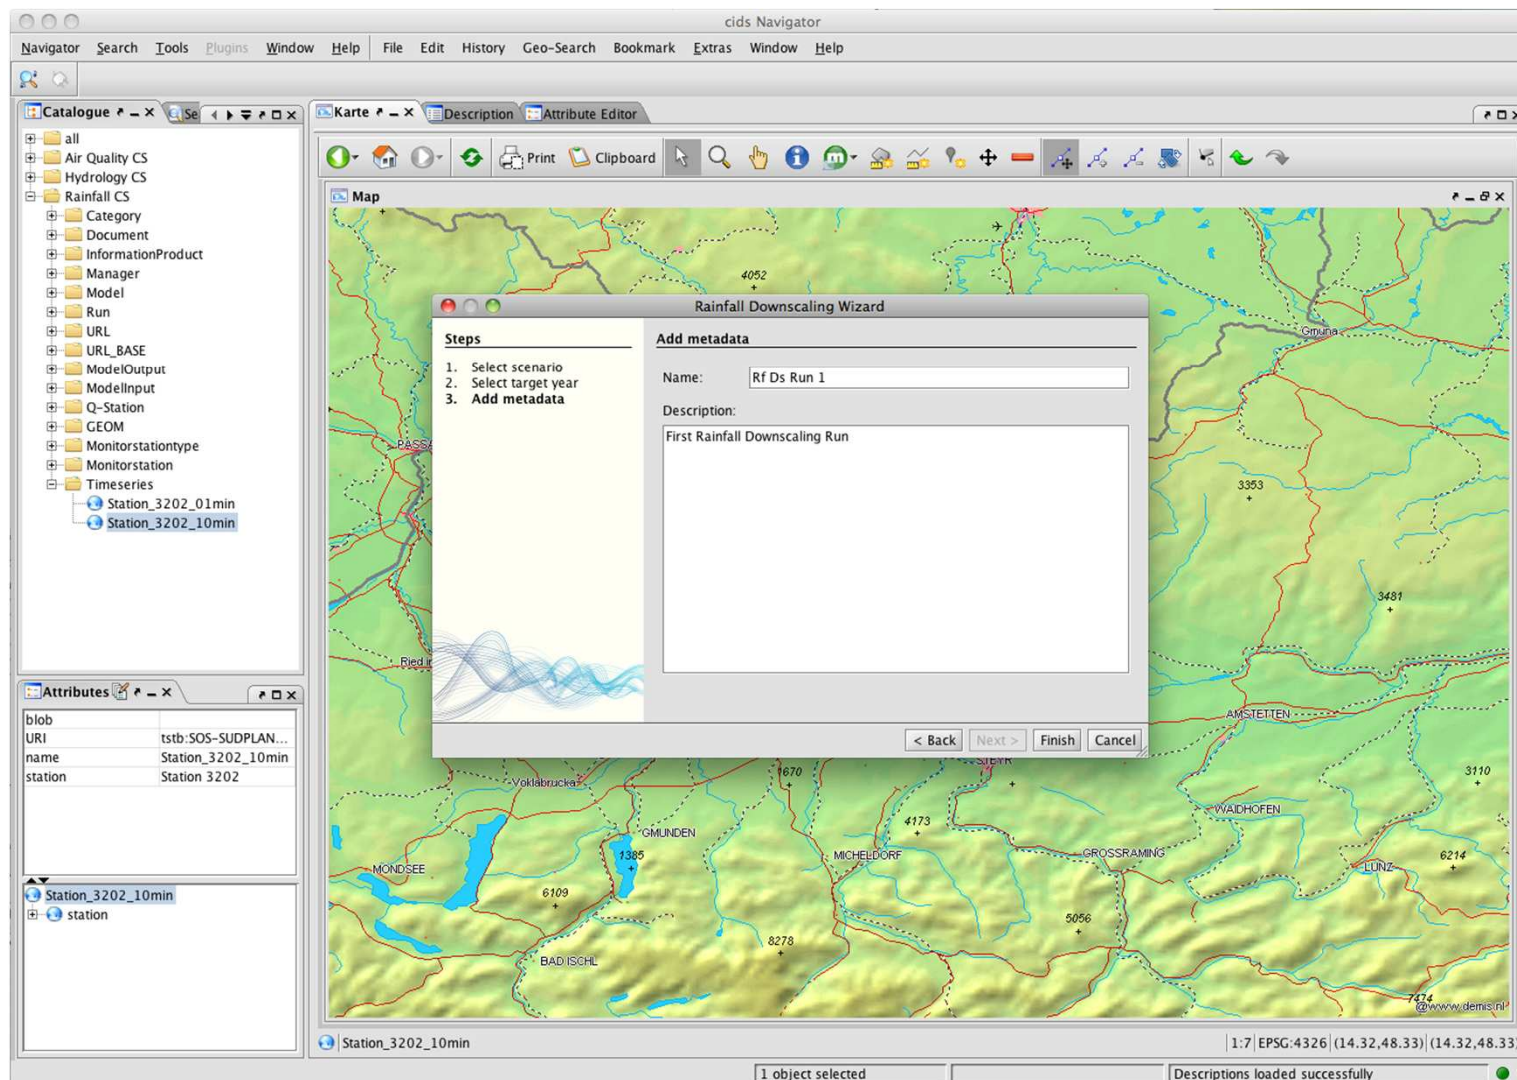 cids Navigator
Navigator Search Tools Plugins Window Help File Edit History Geo-Search Bookmark Extras Window Help
Catalogue Se
Karte Description Attribute Editor
all
Air Quality CS
Hydrology CS
Rainfall CS
Category
Document
InformationProduct
Manager
Model
Run
URL
URL_BASE
ModelOutput
ModelInput
Q-Station
GEOM
Monitorstationtype
Monitorstation
Timeseries
Station_3202_01min
Station_3202_10min
Print Clipboard
Map
4052
Gmuna
PASSA
3353
3481
Ried i
AMSTETTEN
STEYR
Voklabrucka
1670
3110
WAIDHOFEN
4173
GMUNDEN
1385
MICHELDORF
GROSSRAMING
MONDSEE
LUNZ
6214
6109
5056
8278
BAD ISCHL
7474
@www.demis.nl
Rainfall Downscaling Wizard
Steps
1. Select scenario
2. Select target year
3. Add metadata
Add metadata
Name: Rf Ds Run 1
Description:
First Rainfall Downscaling Run
< Back Next > Finish Cancel
Attributes
blob
URI tstb:SOS-SUDPLAN...
name Station_3202_10min
station Station 3202
Station_3202_10min
station
Station_3202_10min
1:7 EPSG:4326 (14.32,48.33) (14.32,48.33)
1 object selected
Descriptions loaded successfully